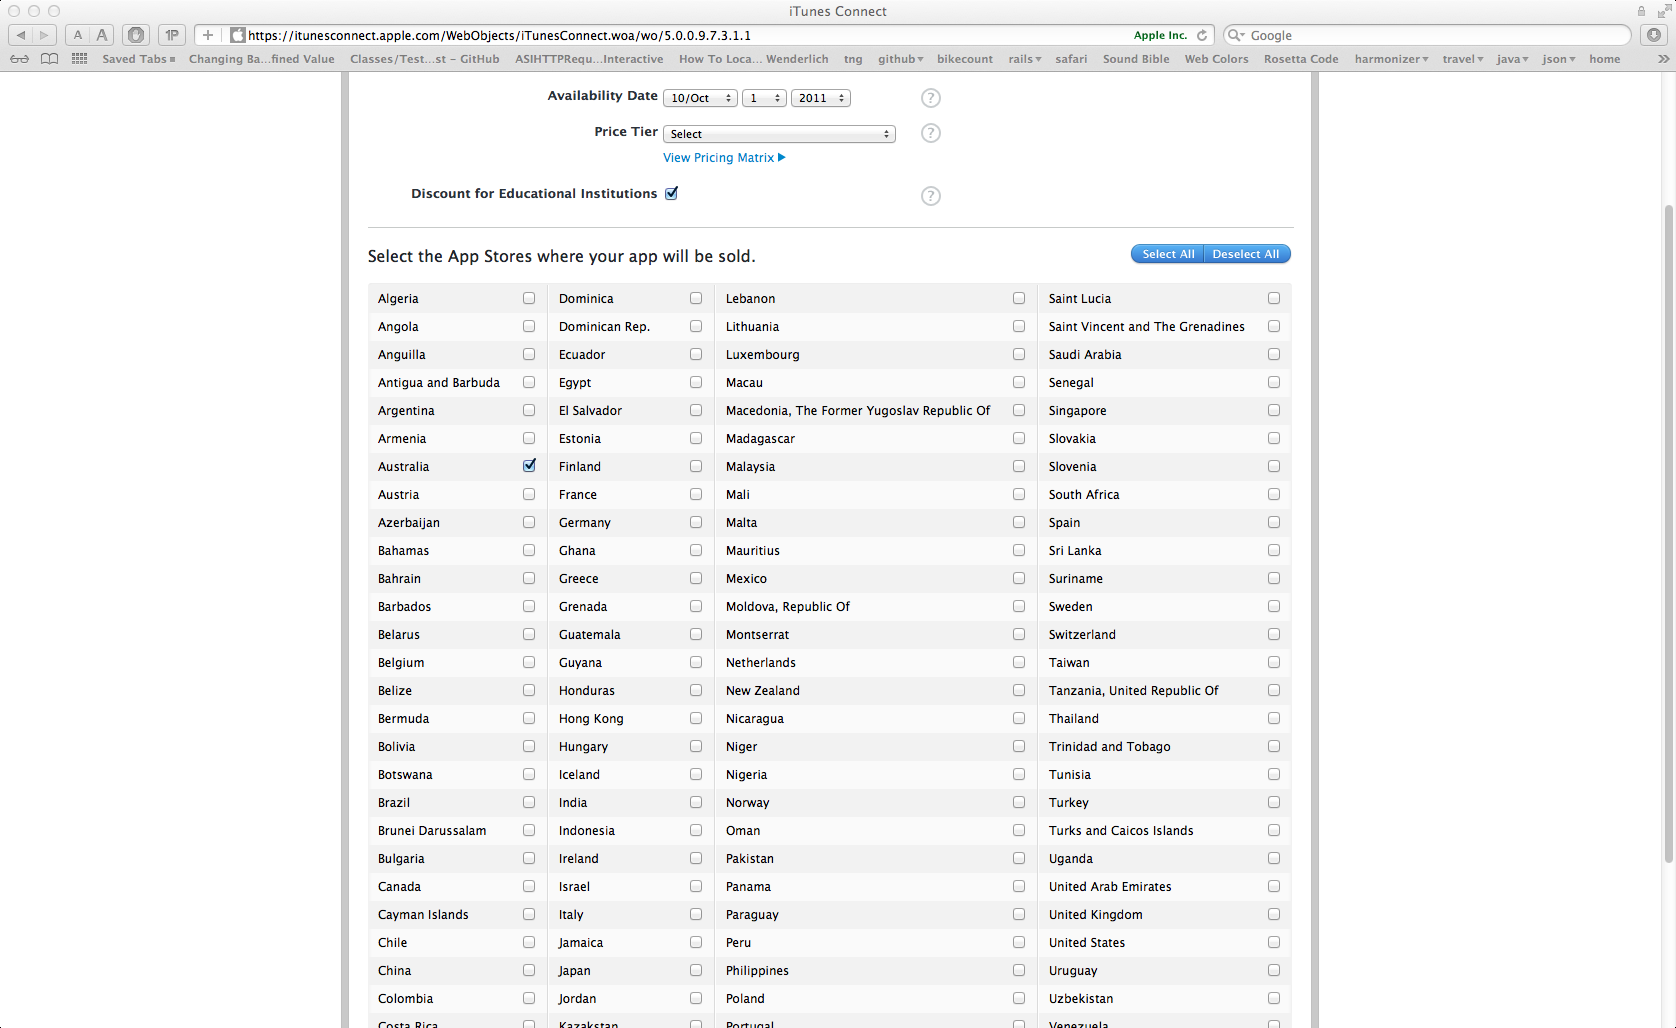 iTunes Connect
A A 1P + https://itunesconnect.apple.com/WebObjects/iTunesConnect.woa/wo/5.0.0.9.7.3.1.1 Apple Inc. Google
Saved Tabs Changing Ba...fined Value Classes/Test...st – GitHub ASIHTTPRequ...Interactive How To Loca... Wenderlich tng github bikecount rails safari Sound Bible Web Colors Rosetta Code harmonizer travel java json home
Availability Date 10/Oct 1 2011 ?
Price Tier Select ?
View Pricing Matrix
Discount for Educational Institutions ?
Select the App Stores where your app will be sold. Select All Deselect All
Algeria Dominica Lebanon Saint Lucia
Angola Dominican Rep. Lithuania Saint Vincent and The Grenadines
Anguilla Ecuador Luxembourg Saudi Arabia
Antigua and Barbuda Egypt Macau Senegal
Argentina El Salvador Macedonia, The Former Yugoslav Republic Of Singapore
Armenia Estonia Madagascar Slovakia
Australia Finland Malaysia Slovenia
Austria France Mali South Africa
Azerbaijan Germany Malta Spain
Bahamas Ghana Mauritius Sri Lanka
Bahrain Greece Mexico Suriname
Barbados Grenada Moldova, Republic Of Sweden
Belarus Guatemala Montserrat Switzerland
Belgium Guyana Netherlands Taiwan
Belize Honduras New Zealand Tanzania, United Republic Of
Bermuda Hong Kong Nicaragua Thailand
Bolivia Hungary Niger Trinidad and Tobago
Botswana Iceland Nigeria Tunisia
Brazil India Norway Turkey
Brunei Darussalam Indonesia Oman Turks and Caicos Islands
Bulgaria Ireland Pakistan Uganda
Canada Israel Panama United Arab Emirates
Cayman Islands Italy Paraguay United Kingdom
Chile Jamaica Peru United States
China Japan Philippines Uruguay
Colombia Jordan Poland Uzbekistan
Costa Rica Kazakstan Portugal Venezuela